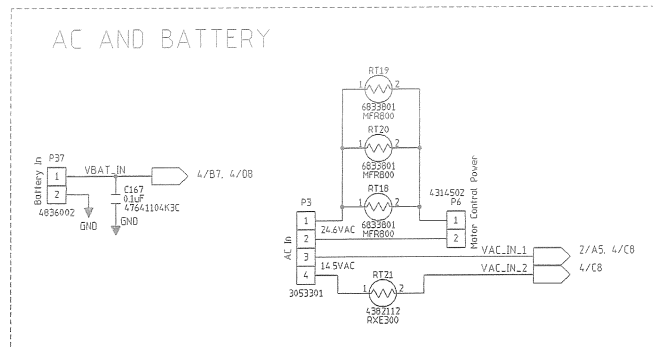 AC AND BATTERY
RT19
1 2
6833801
MFR800
RT20
1 2
6833801
MFR800
RT18
1 2
6833801
MFR800
P37
Battery In
1
2
4836002
VBAT_IN
4/B7, 4/D8
C167
0.1uF
47641104K3C
GND
GND
P3
AC In
1
2
3
4
3053301
24.6VAC
14.5VAC
4314502
P6
1
2
Motor Control Power
VAC_IN_1
2/A5, 4/C8
VAC_IN_2
4/C8
RT21
1 2
4382112
RXE300